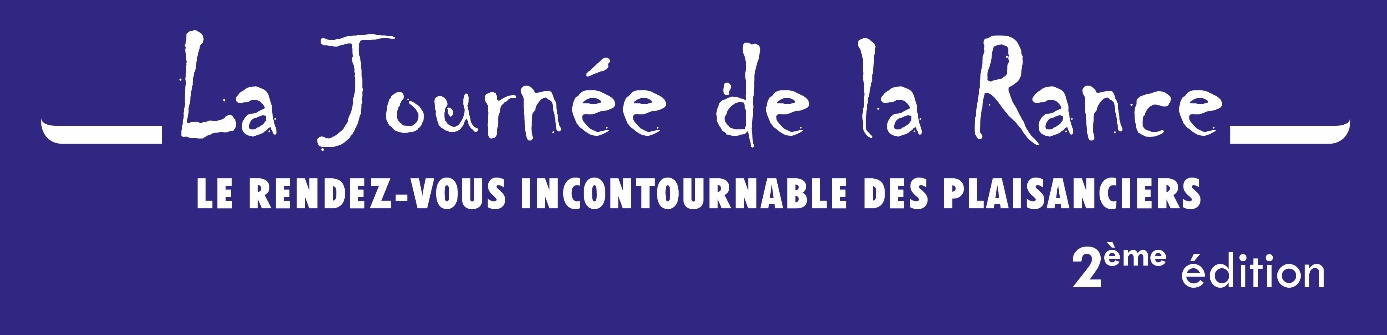 La Journée de la Rance
LE RENDEZ-VOUS INCONTOURNABLE DES PLAISANCIERS
2ème édition